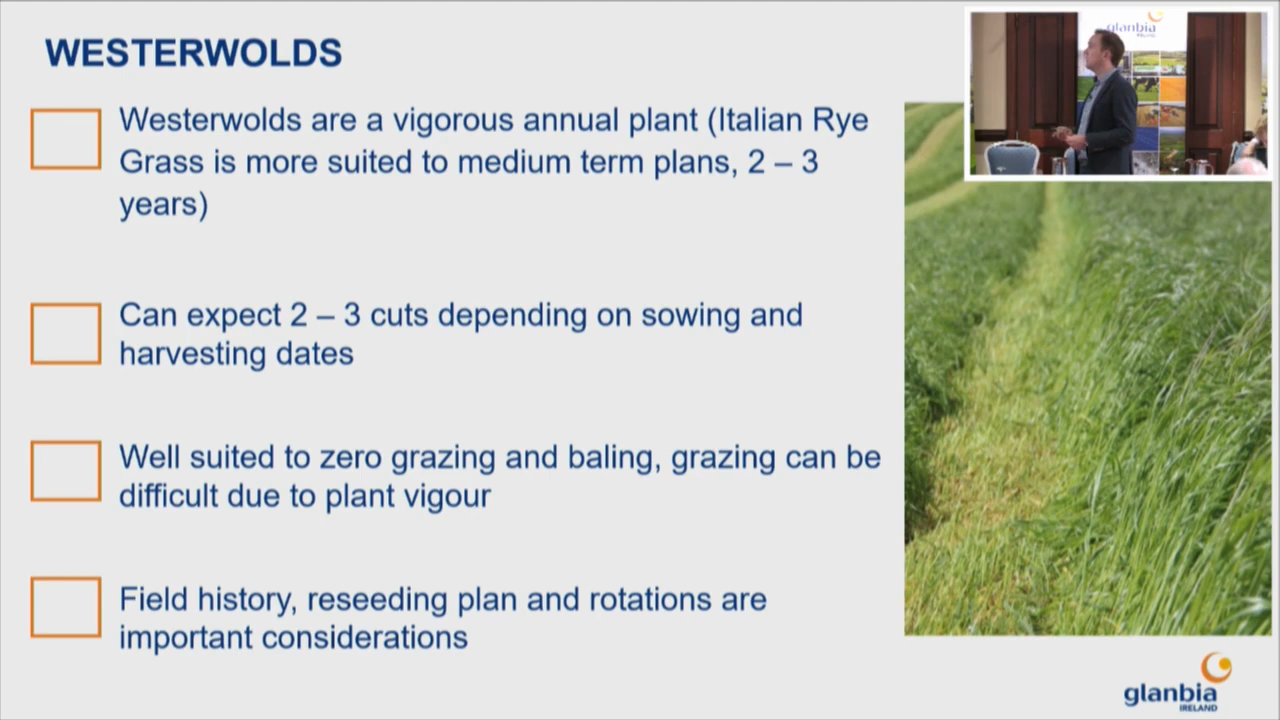 WESTERWOLDS
Westerwolds are a vigorous annual plant (Italian Rye
Grass is more suited to medium term plans, 2 – 3
years)
Can expect 2 – 3 cuts depending on sowing and
harvesting dates
Well suited to zero grazing and baling, grazing can be
difficult due to plant vigour
Field history, reseeding plan and rotations are
important considerations
glanbia
IRELAND
glanbia
IRELAND